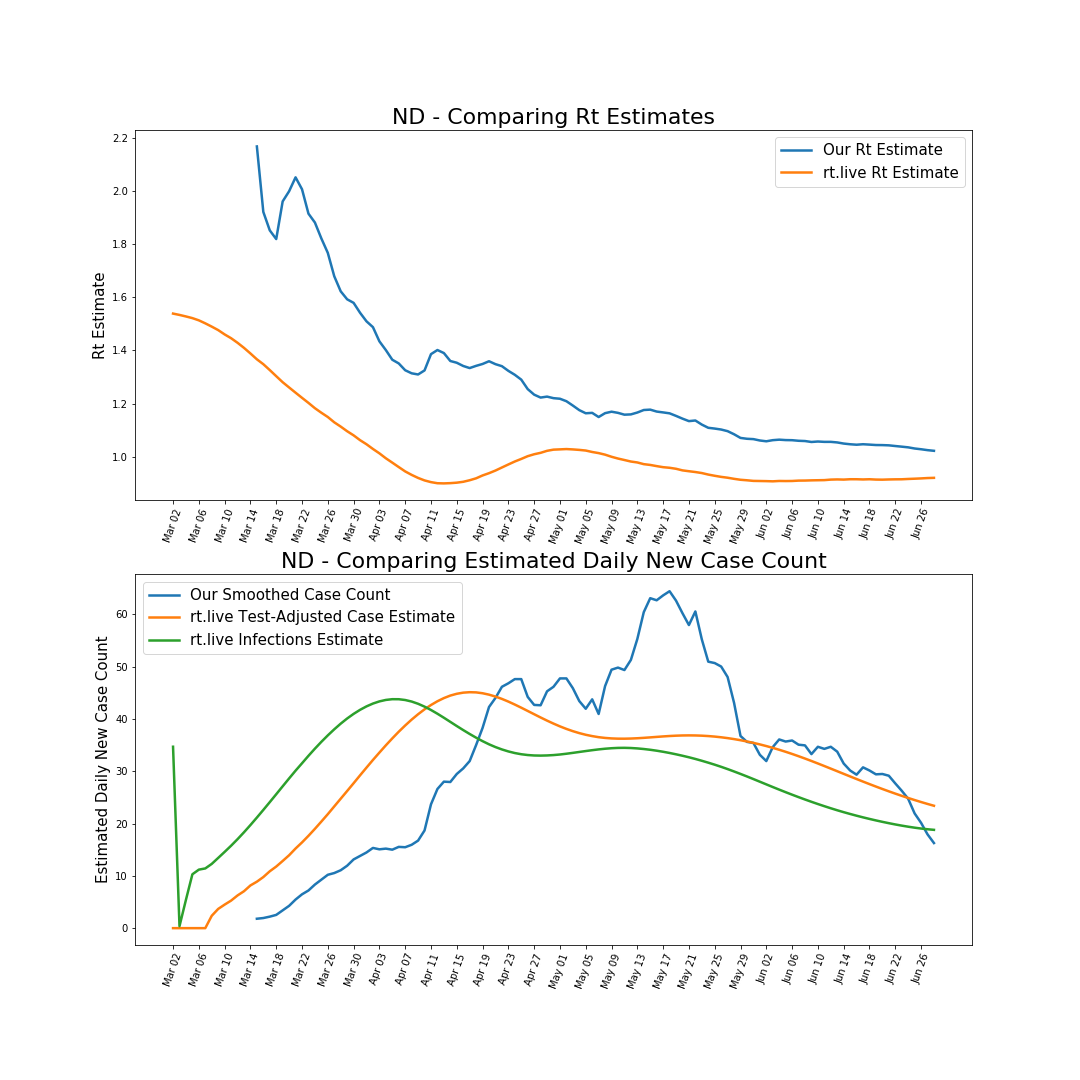 ND - Comparing Rt Estimates
Our Rt Estimate
rt.live Rt Estimate
Rt Estimate
2.2
2.0
1.8
1.6
1.4
1.2
1.0
Mar 02 Mar 06 Mar 10 Mar 14 Mar 18 Mar 22 Mar 26 Mar 30 Apr 03 Apr 07 Apr 11 Apr 15 Apr 19 Apr 23 Apr 27 May 01 May 05 May 09 May 13 May 17 May 21 May 25 May 29 Jun 02 Jun 06 Jun 10 Jun 14 Jun 18 Jun 22 Jun 26
ND - Comparing Estimated Daily New Case Count
Our Smoothed Case Count
rt.live Test-Adjusted Case Estimate
rt.live Infections Estimate
Estimated Daily New Case Count
60
50
40
30
20
10
0
Mar 02 Mar 06 Mar 10 Mar 14 Mar 18 Mar 22 Mar 26 Mar 30 Apr 03 Apr 07 Apr 11 Apr 15 Apr 19 Apr 23 Apr 27 May 01 May 05 May 09 May 13 May 17 May 21 May 25 May 29 Jun 02 Jun 06 Jun 10 Jun 14 Jun 18 Jun 22 Jun 26